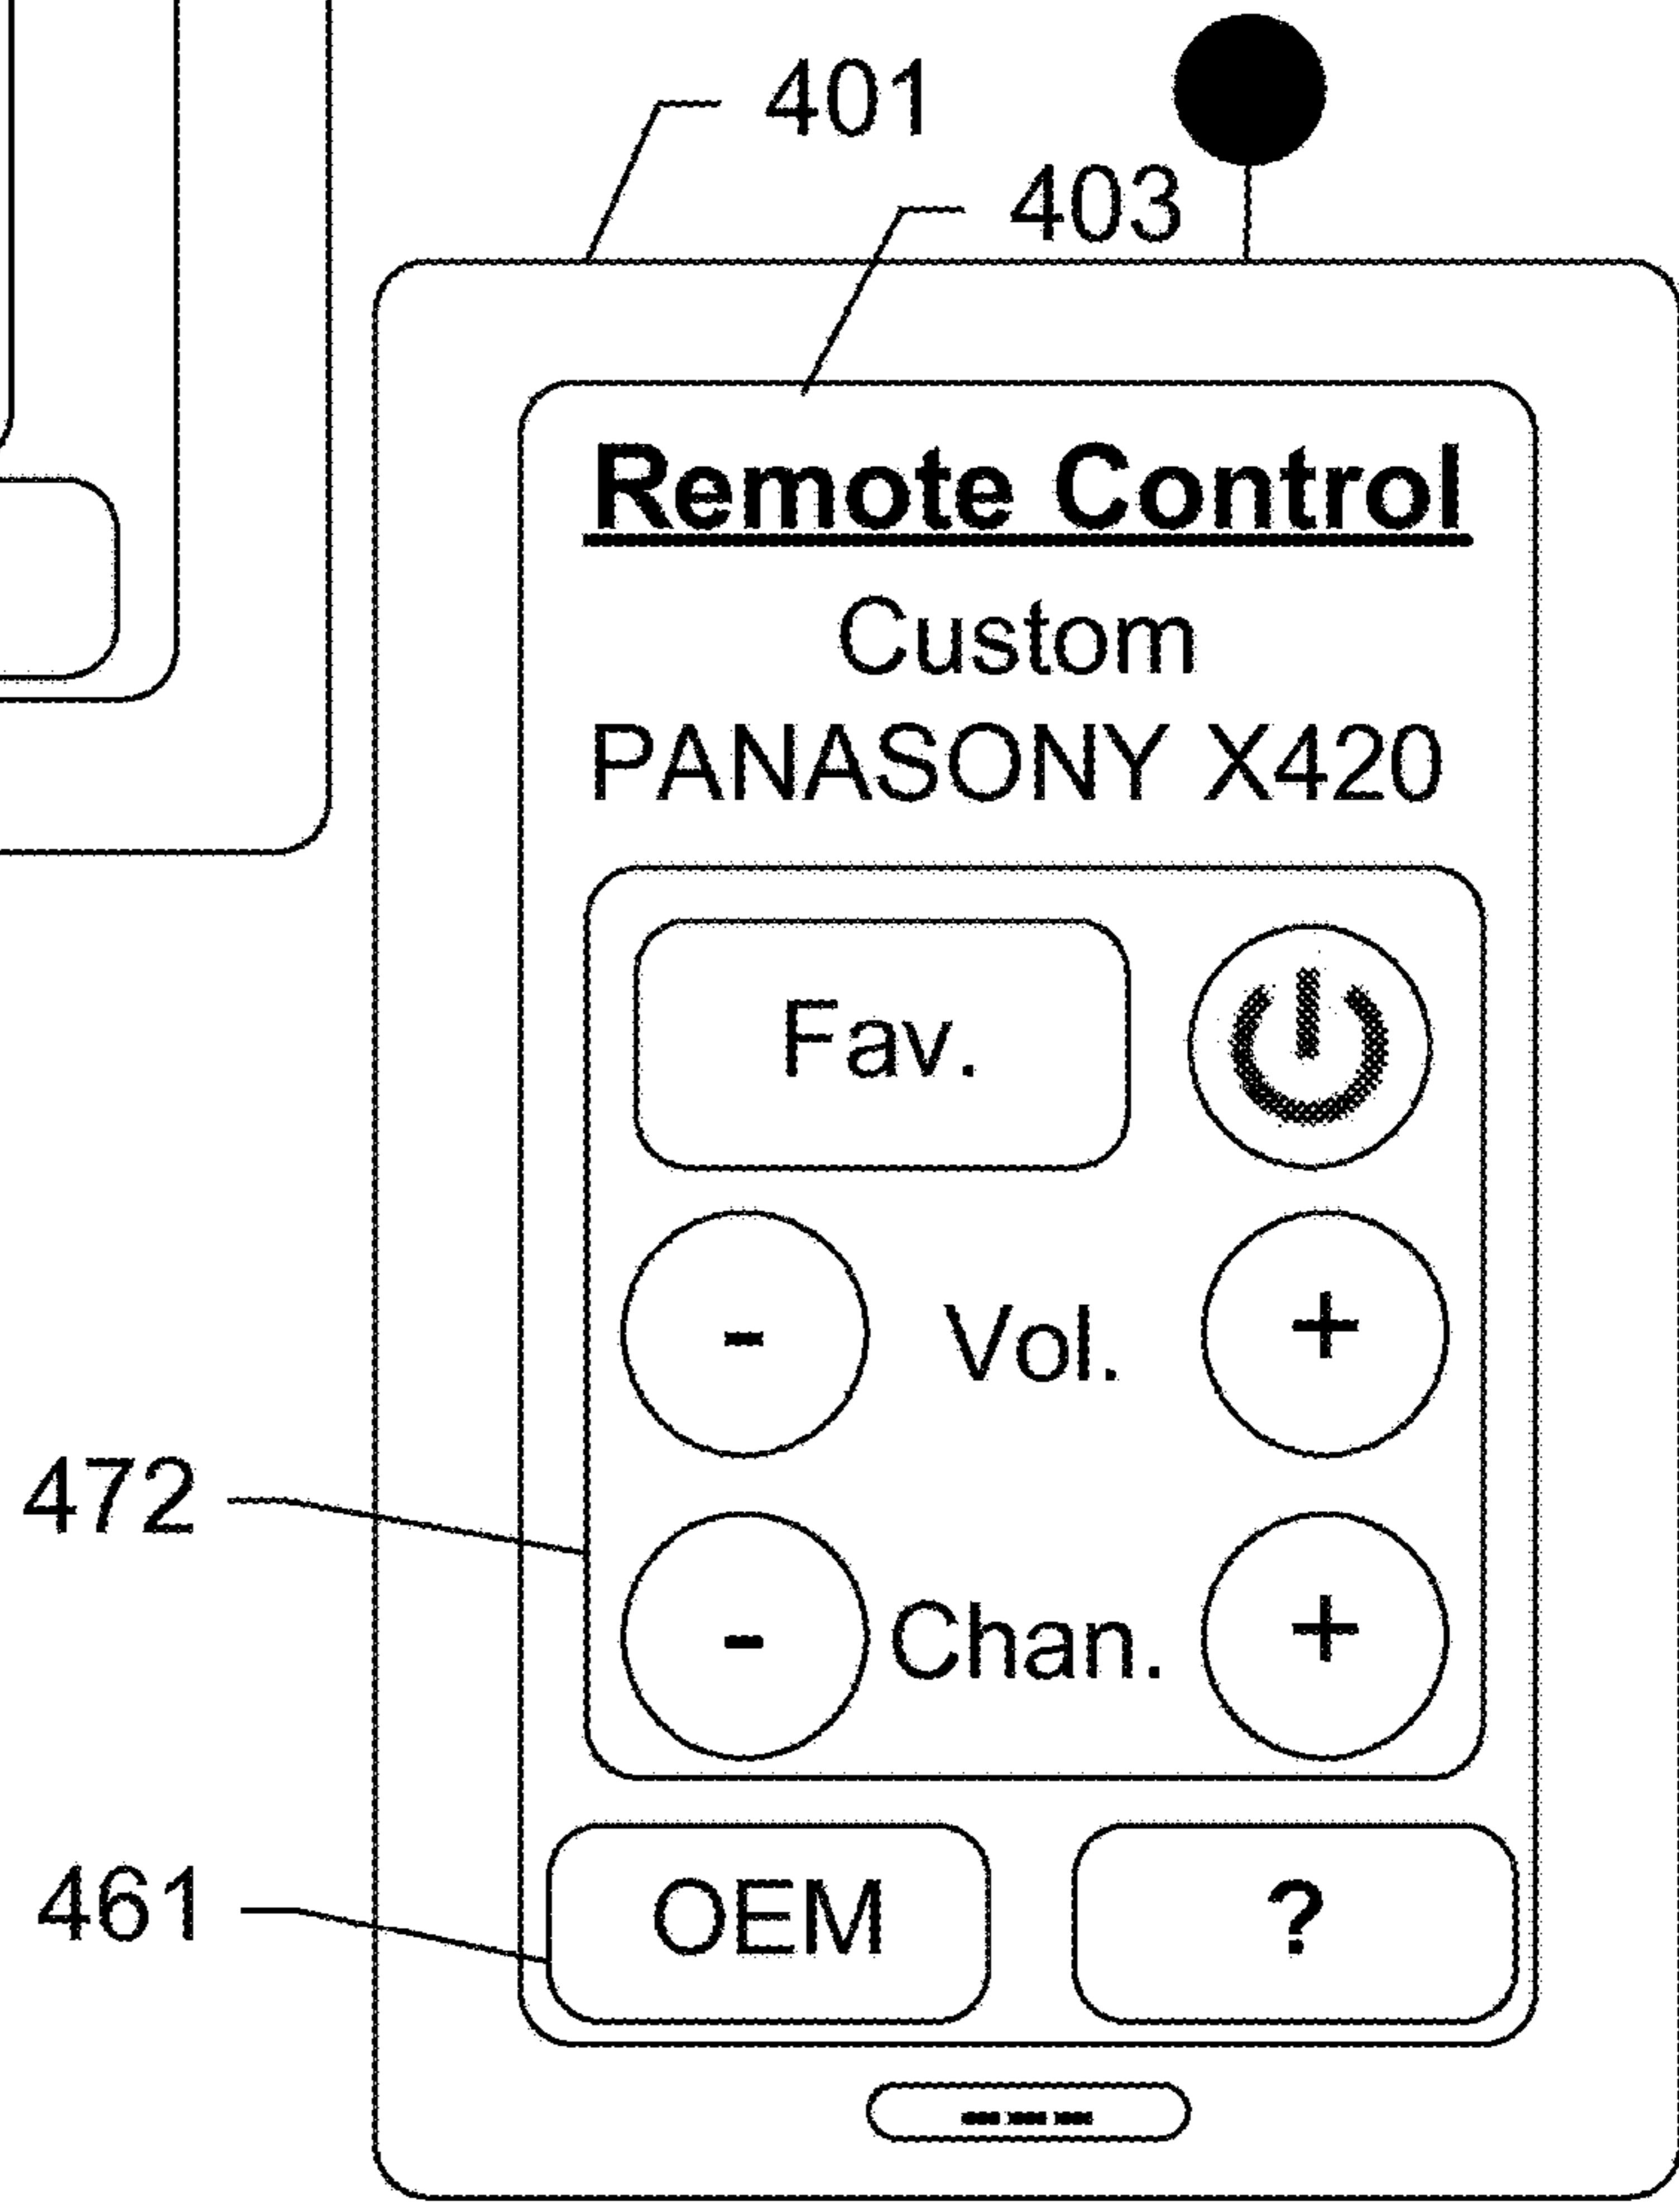 401
403
Remote Control
Custom
PANASONY X420
Fav.
- Vol. +
472
- Chan. +
461
OEM ?
---